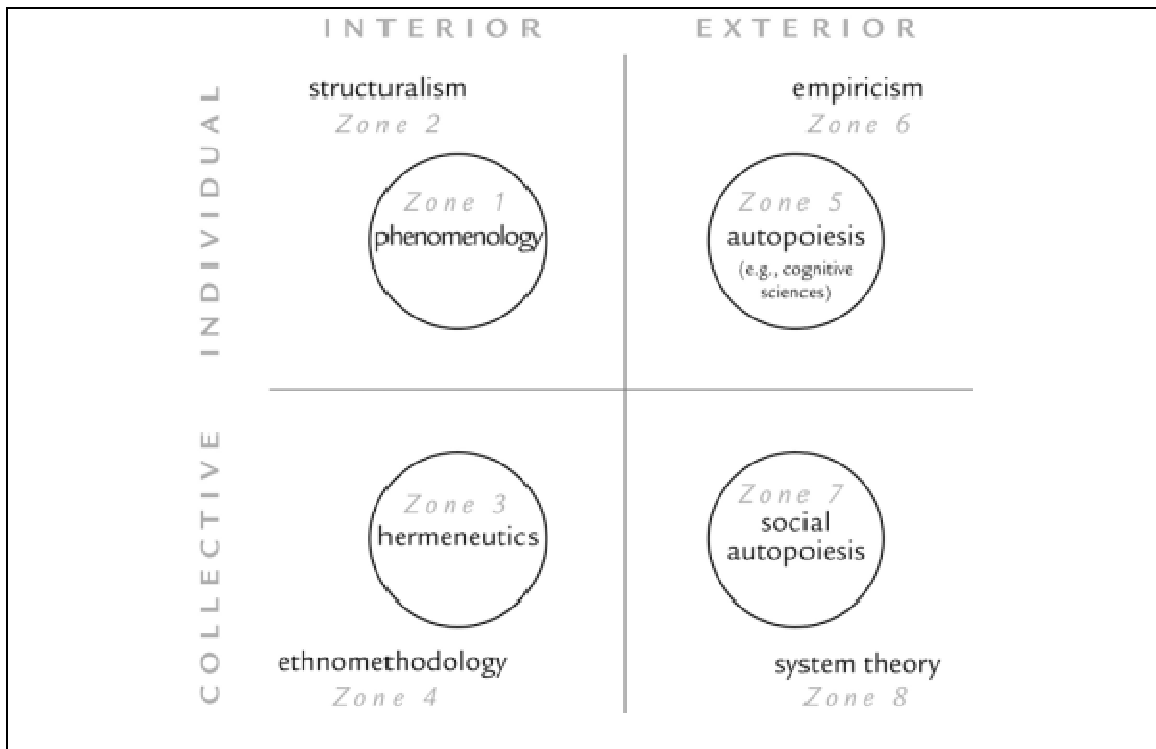 INTERIOR
EXTERIOR
INDIVIDUAL
structuralism
Zone 2
Zone 1
phenomenology
empiricism
Zone 6
Zone 5
autopoiesis
(e.g., cognitive
sciences)
COLLECTIVE
Zone 3
hermeneutics
ethnomethodology
Zone 4
Zone 7
social
autopoiesis
system theory
Zone 8